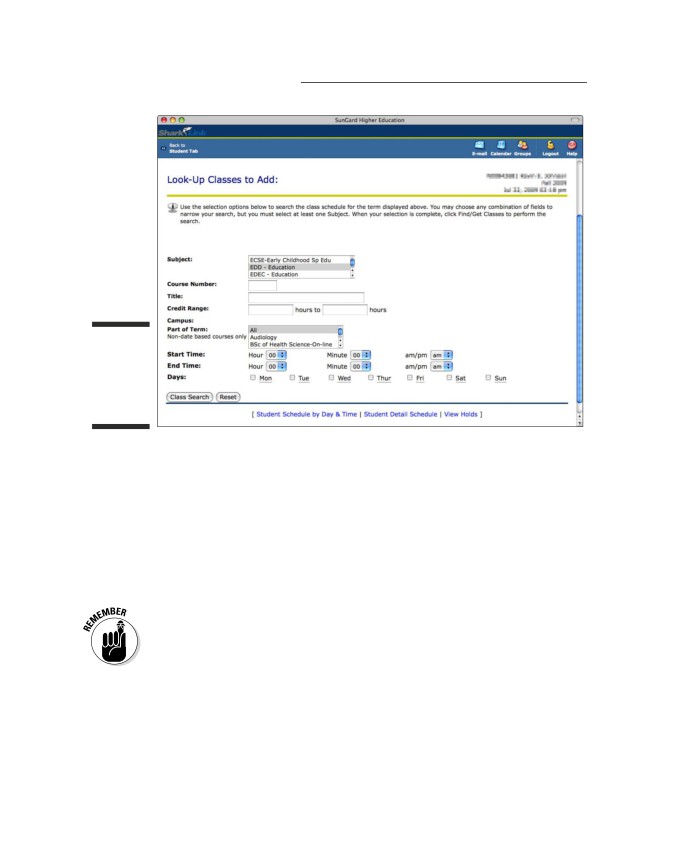 SunGard Higher Education
SharkLink
Back to
Student Tab
E-mail Calendar Groups Logout Help
Look-Up Classes to Add:
Fall 2009
Jul 22, 2009 03:18 pm
Use the selection options below to search the class schedule for the term displayed above. You may choose any combination of fields to
narrow your search, but you must select at least one Subject. When your selection is complete, click Find/Get Classes to perform the
search.
Subject:
ECSE-Early Childhood Sp Edu
EDD - Education
EDEC - Education
Course Number:
Title:
Credit Range: hours to hours
Campus:
Part of Term:
Non-date based courses only
All
Audiology
BSc of Health Science-On-line
Start Time: Hour 00 Minute 00 am/pm am
End Time: Hour 00 Minute 00 am/pm am
Days: Mon Tue Wed Thur Fri Sat Sun
Class Search Reset
[ Student Schedule by Day & Time | Student Detail Schedule | View Holds ]
REMEMBER